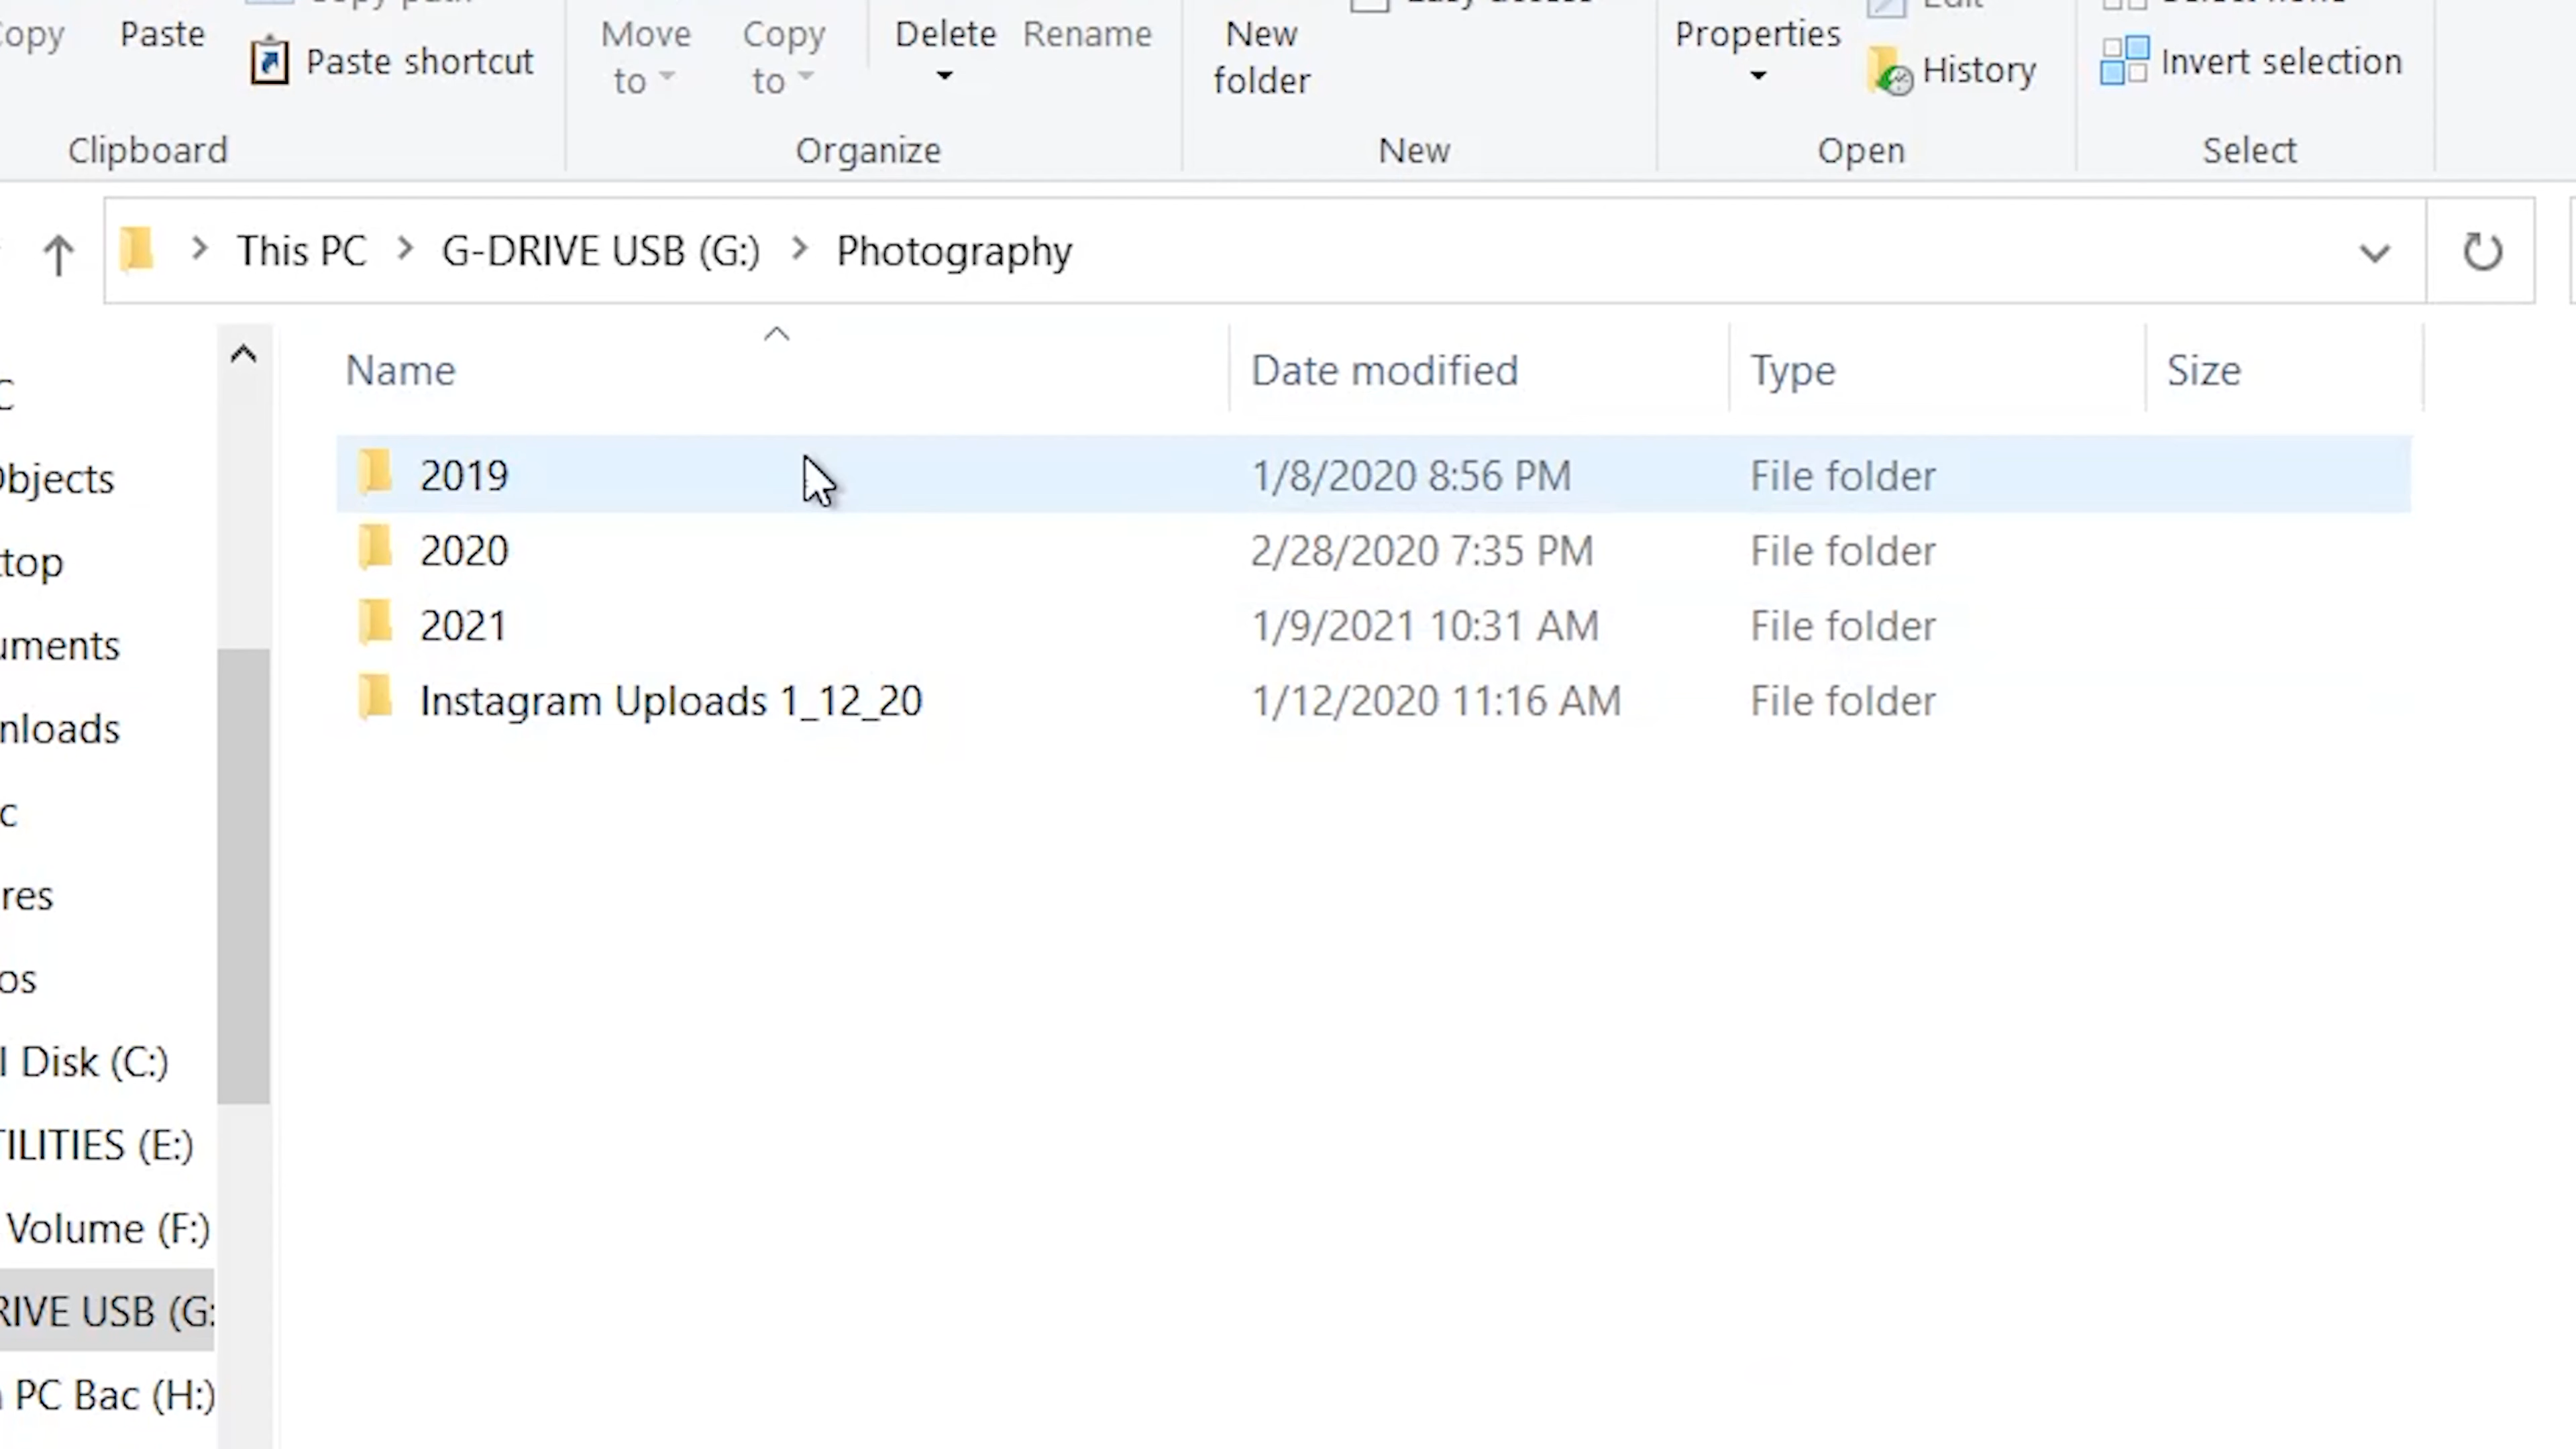 Paste
Paste shortcut
Move to
Copy to
Delete
Rename
New folder
Properties
History
Invert selection
Clipboard
Organize
New
Open
Select
This PC > G-DRIVE USB (G:) > Photography
Name Date modified Type Size
2019 1/8/2020 8:56 PM File folder
2020 2/28/2020 7:35 PM File folder
2021 1/9/2021 10:31 AM File folder
Instagram Uploads 1_12_20 1/12/2020 11:16 AM File folder
Objects
top
uments
nloads
c
res
os
l Disk (C:)
TILITIES (E:)
Volume (F:)
RIVE USB (G:
PC Bac (H:)